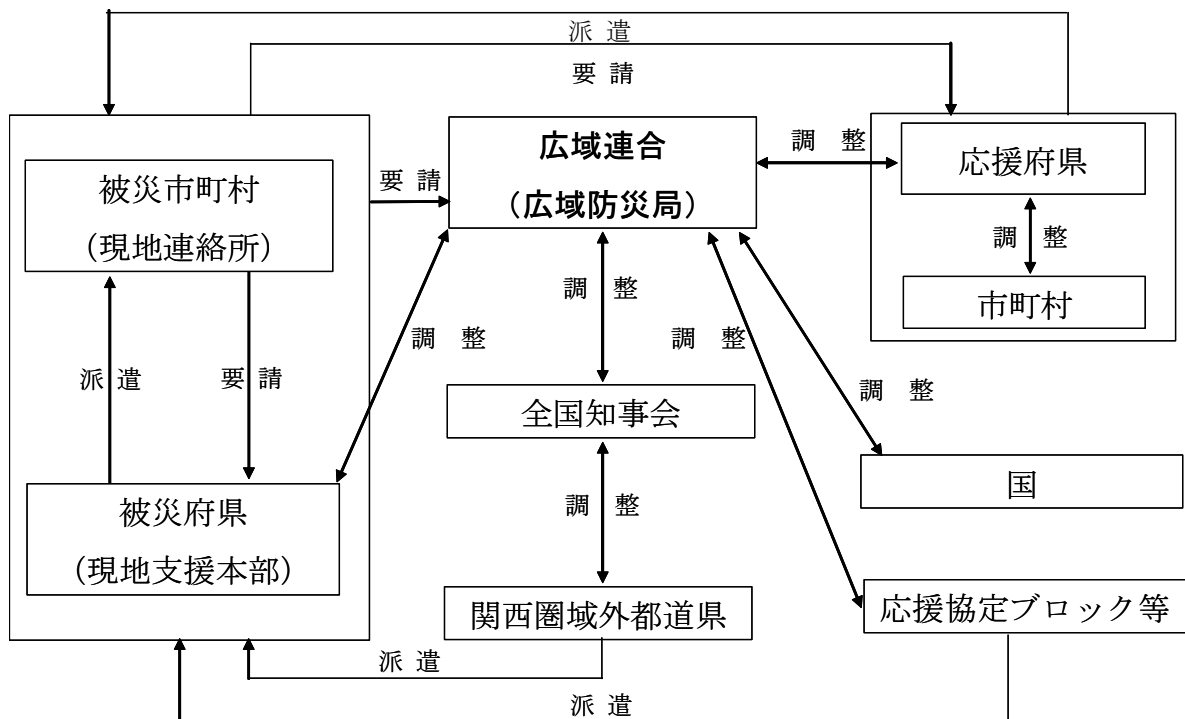 派 遣
要 請
広域連合
(広域防災局)
調 整
応援府県
調 整
市町村
被災市町村
(現地連絡所)
要 請
派 遣
要 請
調 整
調 整
調 整
調 整
全国知事会
国
被災府県
(現地支援本部)
調 整
関西圏域外都道県
応援協定ブロック等
派 遣
派 遣